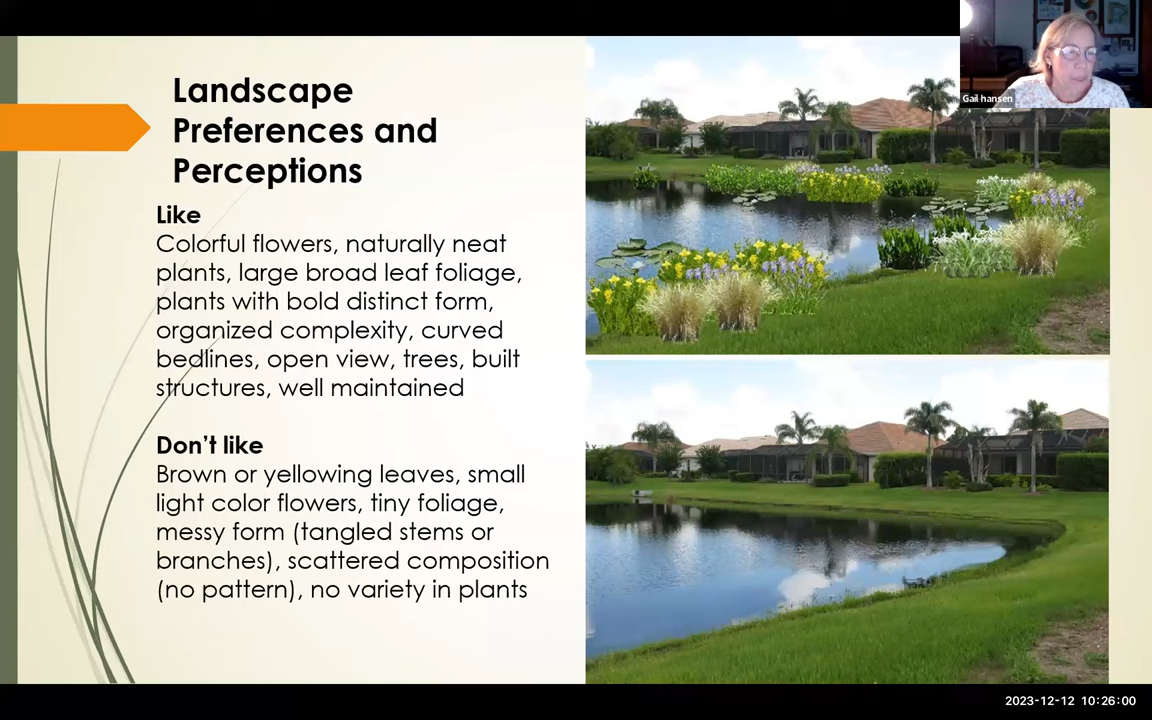 Landscape
Preferences and
Perceptions
Like
Colorful flowers, naturally neat
plants, large broad leaf foliage,
plants with bold distinct form,
organized complexity, curved
bedlines, open view, trees, built
structures, well maintained
Don't like
Brown or yellowing leaves, small
light color flowers, tiny foliage,
messy form (tangled stems or
branches), scattered composition
(no pattern), no variety in plants
Gail hansen
2023-12-12 10:26:00